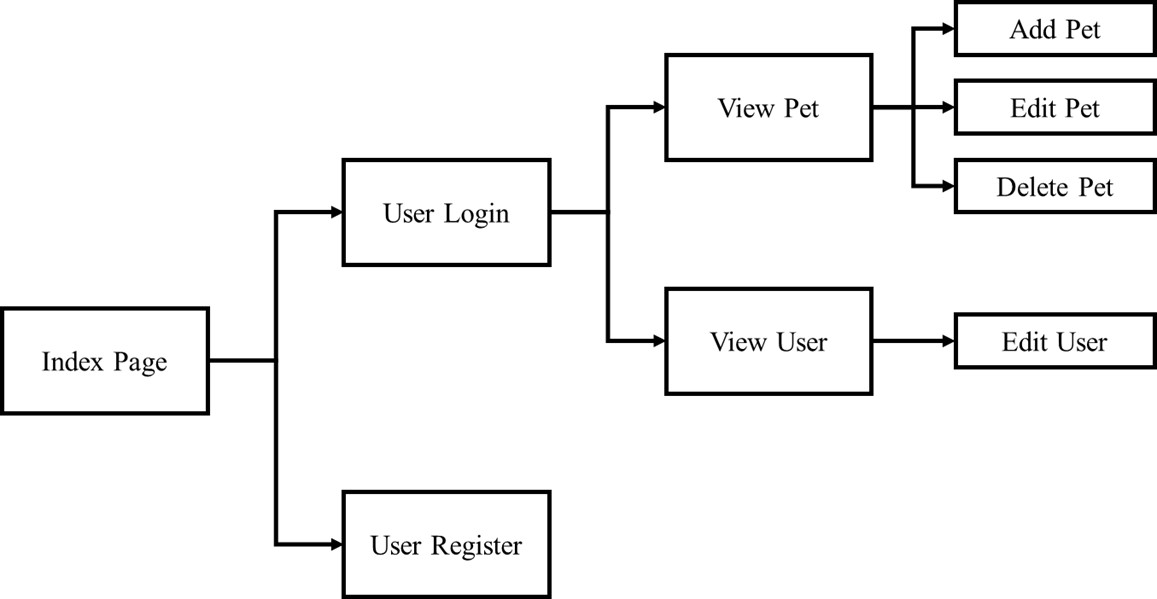 Add Pet
View Pet
Edit Pet
Delete Pet
User Login
View User
Edit User
Index Page
User Register